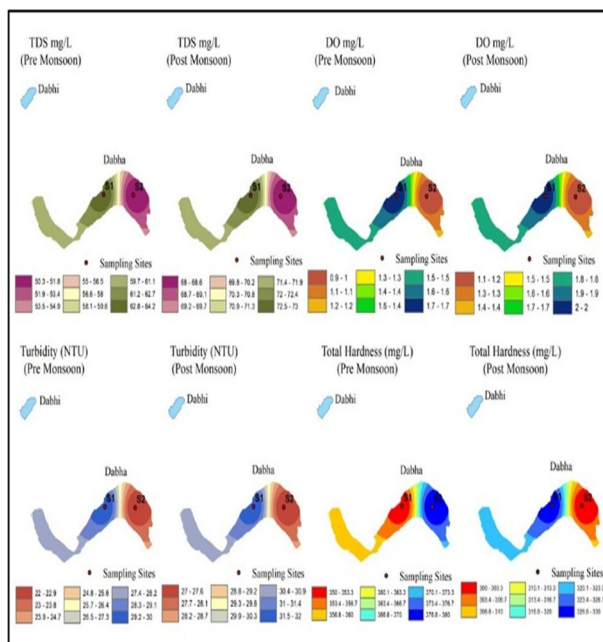 TDS mg/L
(Pre Monsoon)
TDS mg/L
(Post Monsoon)
DO mg/L
(Pre Monsoon)
DO mg/L
(Post Monsoon)
Dabhi
Dabhi
Dabhi
Dabhi
Dabha
Dabha
Dabha
Dabha
S1
S2
S1
S2
S1
S2
S1
S2
Sampling Sites
Sampling Sites
Sampling Sites
Sampling Sites
50.3 - 51.8
55 - 56.5
59.7 - 61.1
51.9 - 53.4
56.6 - 58
61.2 - 62.7
53.5 - 54.9
58.1 - 59.6
62.8 - 64.2
68 - 68.6
69.8 - 70.2
71.4 - 71.9
68.7 - 69.1
70.3 - 70.8
72 - 72.4
69.2 - 69.7
70.9 - 71.3
72.5 - 73
0.9 - 1
1.3 - 1.3
1.5 - 1.5
1.1 - 1.1
1.4 - 1.4
1.6 - 1.6
1.2 - 1.2
1.5 - 1.4
1.7 - 1.7
1.1 - 1.2
1.5 - 1.5
1.8 - 1.8
1.3 - 1.3
1.6 - 1.6
1.9 - 1.9
1.4 - 1.4
1.7 - 1.7
2 - 2
Turbidity (NTU)
(Pre Monsoon)
Turbidity (NTU)
(Post Monsoon)
Total Hardness (mg/L)
(Pre Monsoon)
Total Hardness (mg/L)
(Post Monsoon)
Dabhi
Dabhi
Dabhi
Dabhi
Dabha
Dabha
Dabha
Dabha
S1
S2
S1
S2
S1
S2
S1
S2
Sampling Sites
Sampling Sites
Sampling Sites
Sampling Sites
22 - 22.9
24.8 - 25.6
27.4 - 28.2
23 - 23.8
25.7 - 26.4
28.3 - 29.1
23.9 - 24.7
26.5 - 27.3
29.2 - 30
27 - 27.6
28.8 - 29.2
30.4 - 30.9
27.7 - 28.1
29.3 - 29.8
31 - 31.4
28.2 - 28.7
29.9 - 30.3
31.5 - 32
350 - 353.3
360.1 - 363.3
370.1 - 373.3
353.4 - 356.7
363.4 - 366.7
373.4 - 376.7
356.8 - 360
366.8 - 370
376.8 - 380
310.1 - 313.3
320.1 - 323.3
313.4 - 316.7
306.8 - 310